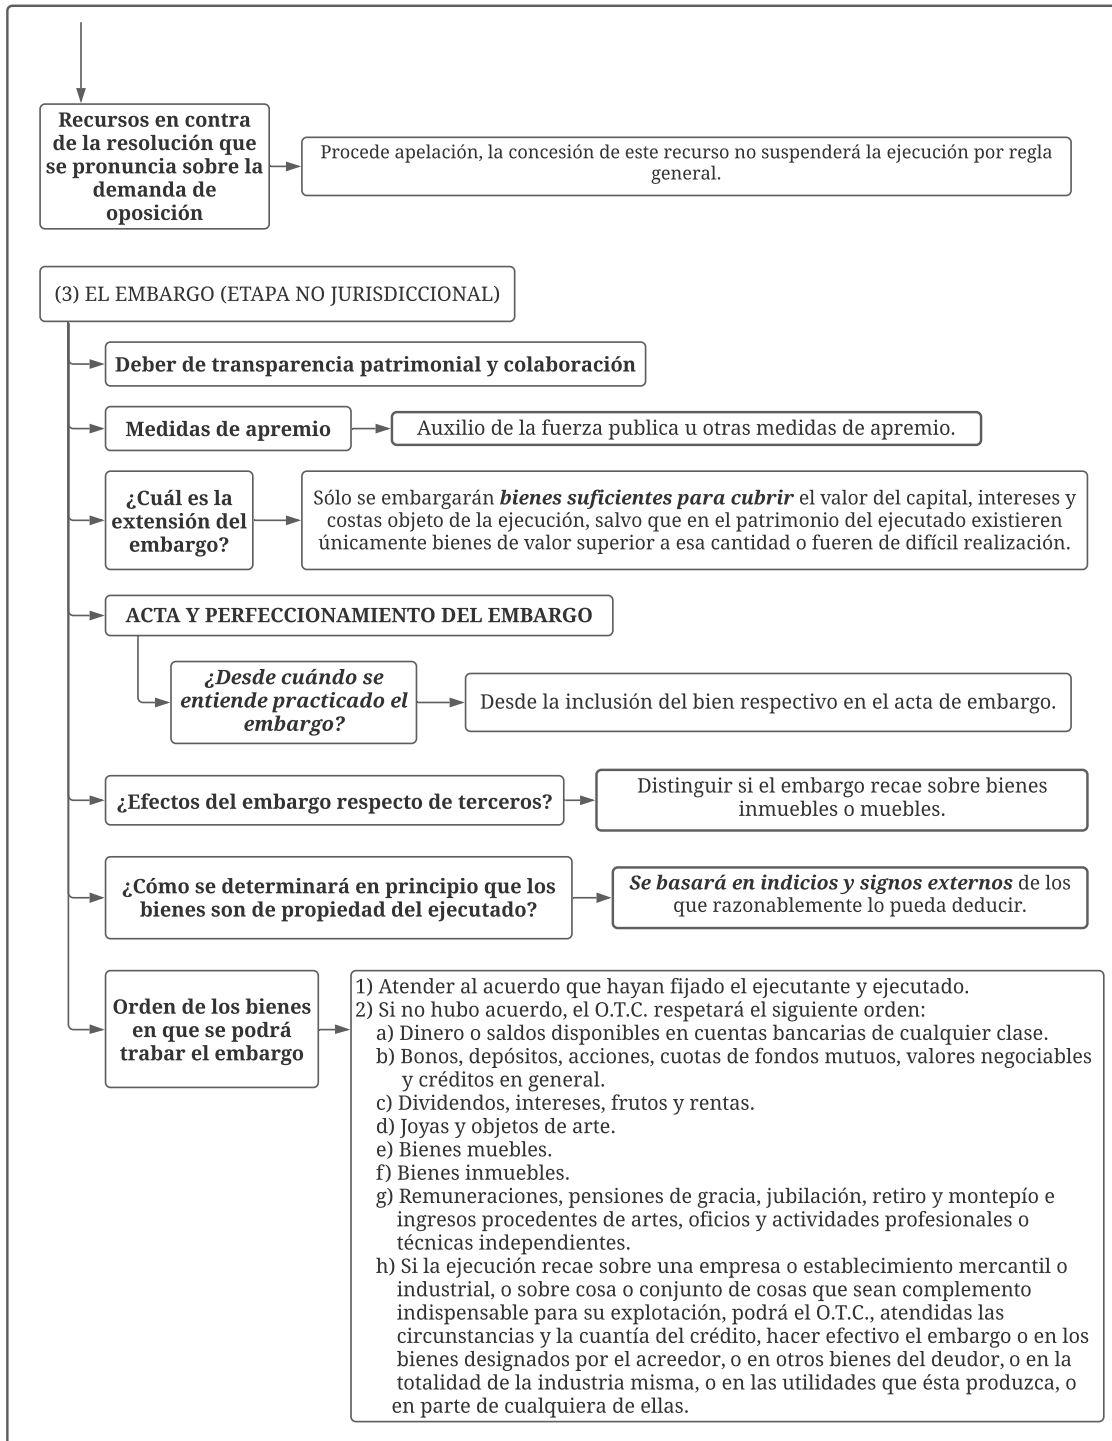 Recursos en contra
de la resolución que
se pronuncia sobre la
demanda de
oposición
Procede apelación, la concesión de este recurso no suspenderá la ejecución por regla
general.
(3) EL EMBARGO (ETAPA NO JURISDICCIONAL)
Deber de transparencia patrimonial y colaboración
Medidas de apremio
Auxilio de la fuerza publica u otras medidas de apremio.
¿Cuál es la
extensión del
embargo?
Sólo se embargarán bienes suficientes para cubrir el valor del capital, intereses y
costas objeto de la ejecución, salvo que en el patrimonio del ejecutado existieren
únicamente bienes de valor superior a esa cantidad o fueren de difícil realización.
ACTA Y PERFECCIONAMIENTO DEL EMBARGO
¿Desde cuándo se
entiende practicado el
embargo?
Desde la inclusión del bien respectivo en el acta de embargo.
¿Efectos del embargo respecto de terceros?
Distinguir si el embargo recae sobre bienes
inmuebles o muebles.
¿Cómo se determinará en principio que los
bienes son de propiedad del ejecutado?
Se basará en indicios y signos externos de los
que razonablemente lo pueda deducir.
Orden de los bienes
en que se podrá
trabar el embargo
1) Atender al acuerdo que hayan fijado el ejecutante y ejecutado.
2) Si no hubo acuerdo, el O.T.C. respetará el siguiente orden:
a) Dinero o saldos disponibles en cuentas bancarias de cualquier clase.
b) Bonos, depósitos, acciones, cuotas de fondos mutuos, valores negociables
y créditos en general.
c) Dividendos, intereses, frutos y rentas.
d) Joyas y objetos de arte.
e) Bienes muebles.
f) Bienes inmuebles.
g) Remuneraciones, pensiones de gracia, jubilación, retiro y montepío e
ingresos procedentes de artes, oficios y actividades profesionales o
técnicas independientes.
h) Si la ejecución recae sobre una empresa o establecimiento mercantil o
industrial, o sobre cosa o conjunto de cosas que sean complemento
indispensable para su explotación, podrá el O.T.C., atendidas las
circunstancias y la cuantía del crédito, hacer efectivo el embargo o en los
bienes designados por el acreedor, o en otros bienes del deudor, o en la
totalidad de la industria misma, o en las utilidades que ésta produzca, o
en parte de cualquiera de ellas.